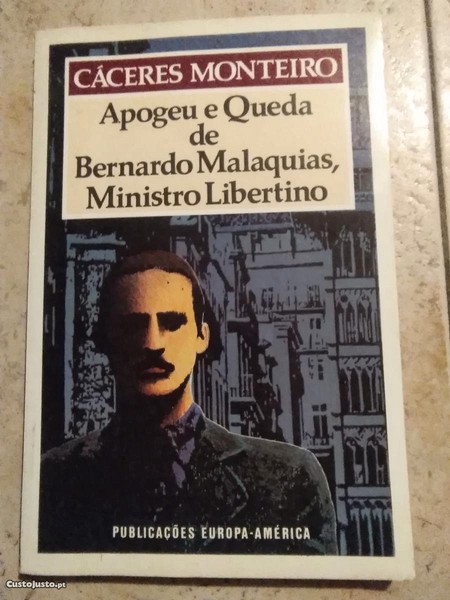 CÁCERES MONTEIRO
Apogeu e Queda
de
Bernardo Malaquias,
Ministro Libertino
PUBLICAÇÕES EUROPA-AMÉRICA
CustoJusto.pt